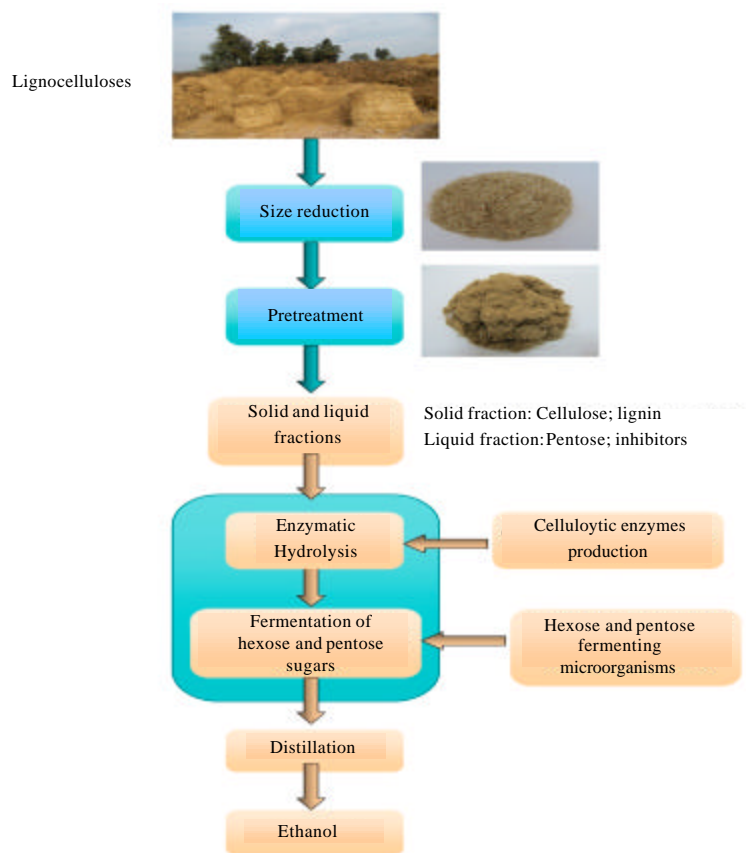 Lignocelluloses
Size reduction
Pretreatment
Solid and liquid
fractions
Solid fraction: Cellulose; lignin
Liquid fraction:Pentose; inhibitors
Enzymatic
Hydrolysis
Celluloytic enzymes
production
Fermentation of
hexose and pentose
sugars
Hexose and pentose
fermenting
microorganisms
Distillation
Ethanol